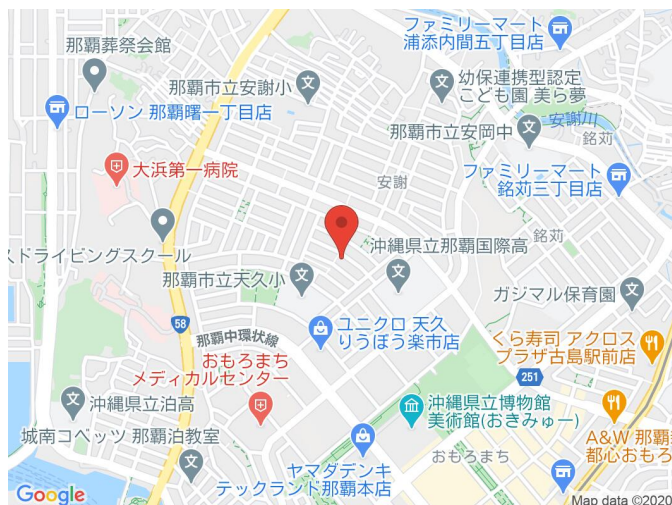 ファミリーマート
浦添内間五丁目店
那覇葬祭会館
那覇市立安謝小
幼保連携型認定
こども園 美ら夢
ローソン 那覇曙一丁目店
安謝川
銘苅
那覇市立安岡中
大浜第一病院
安謝
ファミリーマート
銘苅三丁目店
スドライビングスクール
沖縄県立那覇国際高
銘苅
那覇市立天久小
ガジマル保育園
58
那覇中環状線
ユニクロ 天久
りうぼう楽市店
おもろまち
メディカルセンター
くら寿司 アクロス
プラザ古島駅前店
251
沖縄県立泊高
沖縄県立博物館
美術館(おきみゅー)
城南コベッツ 那覇泊教室
A&W 那覇
都心おもろ
おもろまち
ヤマダデンキ
テックランド那覇本店
Google
Map data ©2020